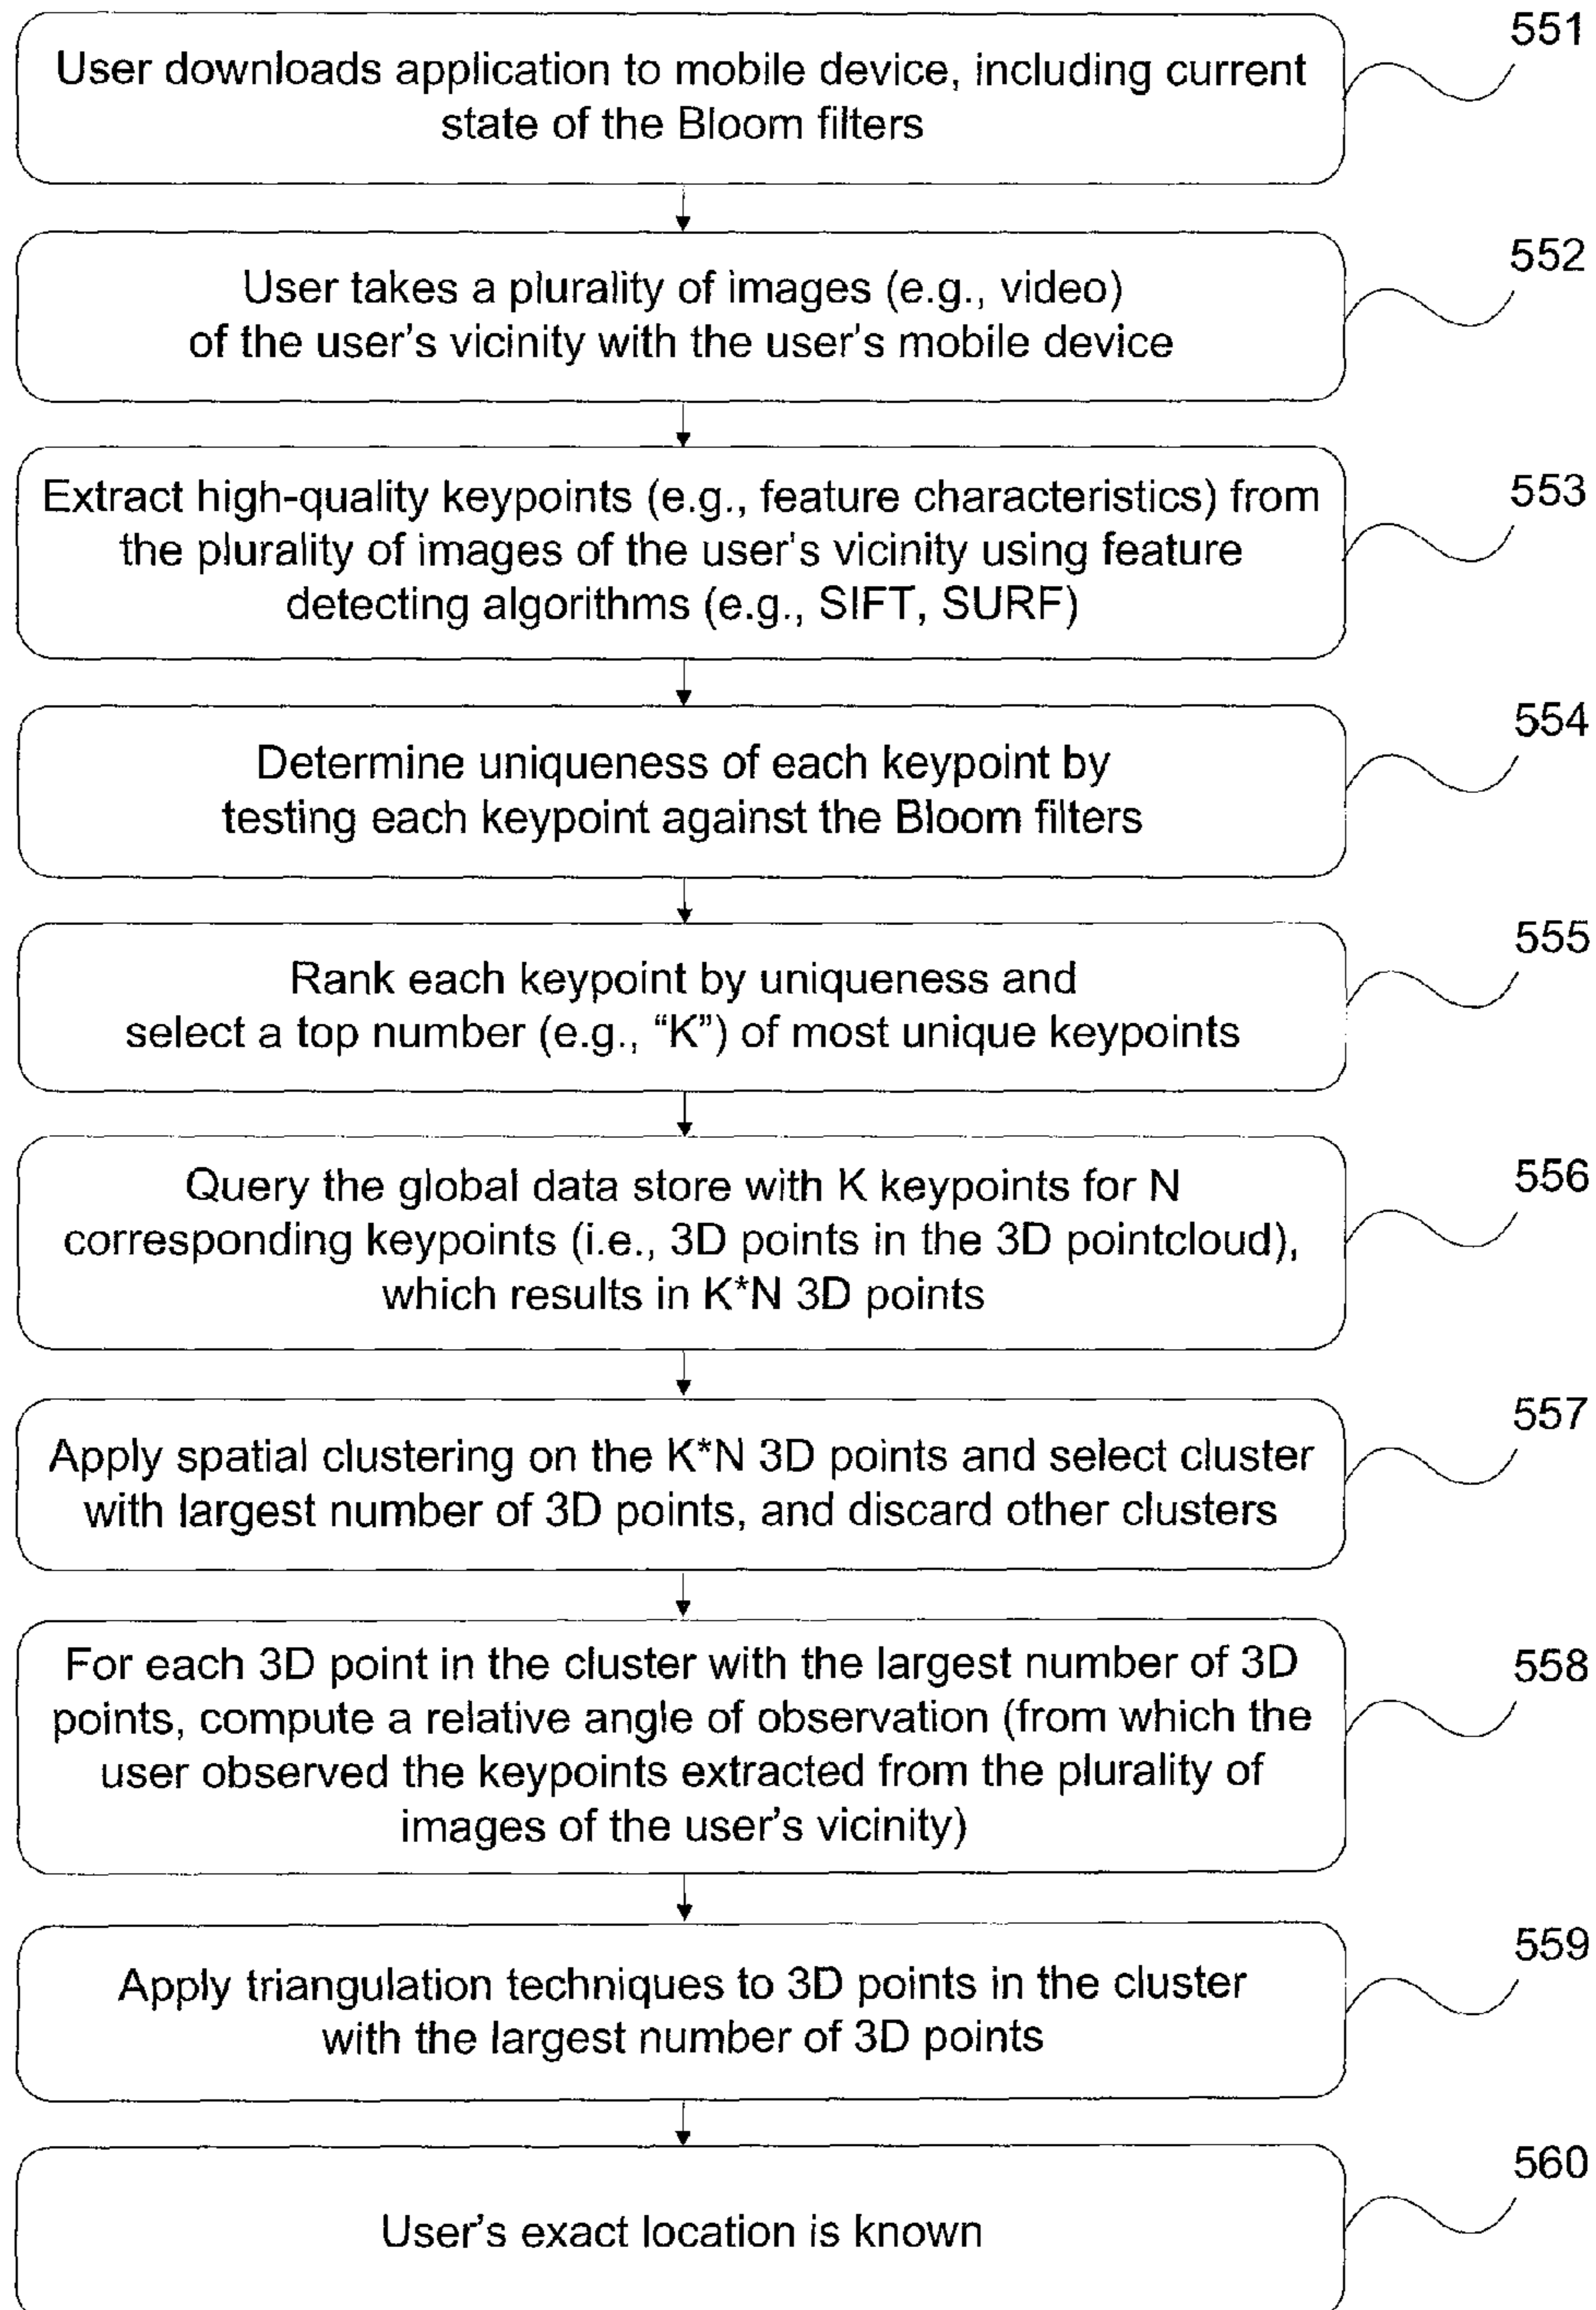 551
User downloads application to mobile device, including current
state of the Bloom filters
552
User takes a plurality of images (e.g., video)
of the user's vicinity with the user's mobile device
553
Extract high-quality keypoints (e.g., feature characteristics) from
the plurality of images of the user's vicinity using feature
detecting algorithms (e.g., SIFT, SURF)
554
Determine uniqueness of each keypoint by
testing each keypoint against the Bloom filters
555
Rank each keypoint by uniqueness and
select a top number (e.g., “K”) of most unique keypoints
556
Query the global data store with K keypoints for N
corresponding keypoints (i.e., 3D points in the 3D pointcloud),
which results in K*N 3D points
557
Apply spatial clustering on the K*N 3D points and select cluster
with largest number of 3D points, and discard other clusters
558
For each 3D point in the cluster with the largest number of 3D
points, compute a relative angle of observation (from which the
user observed the keypoints extracted from the plurality of
images of the user's vicinity)
559
Apply triangulation techniques to 3D points in the cluster
with the largest number of 3D points
560
User's exact location is known